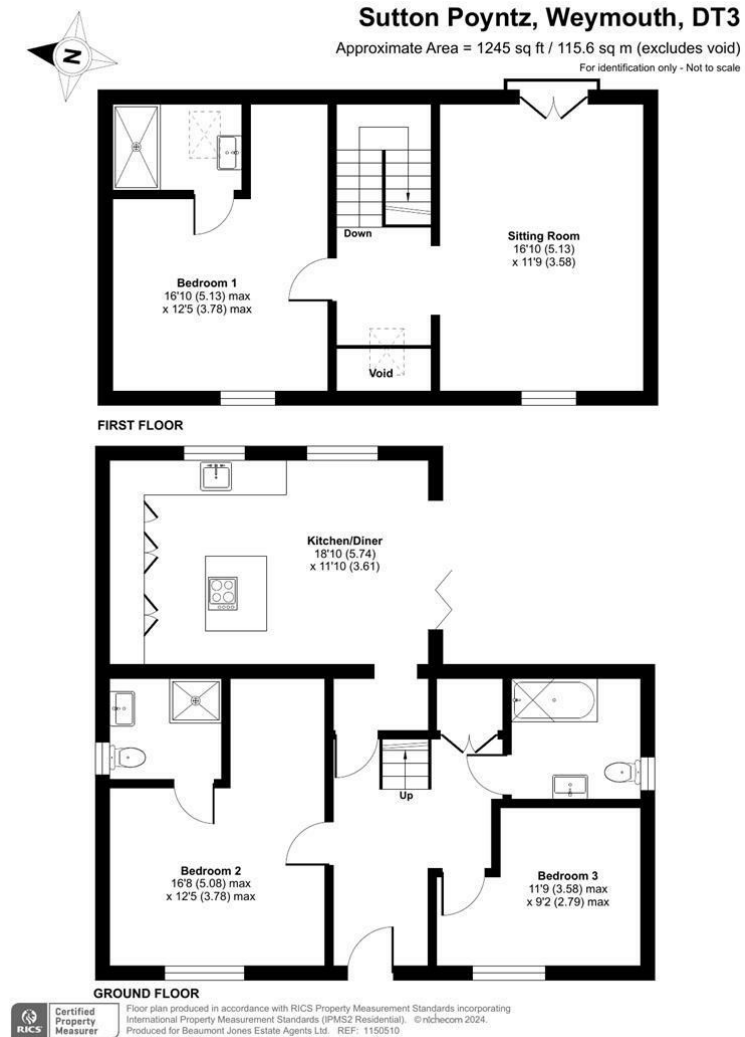 Sutton Poyntz, Weymouth, DT3
Approximate Area = 1245 sq ft / 115.6 sq m (excludes void)
For identification only - Not to scale
N
Down
Sitting Room
16'10 (5.13)
x 11'9 (3.58)
Bedroom 1
16'10 (5.13) max
x 12'5 (3.78) max
Void
FIRST FLOOR
Kitchen/Diner
18'10 (5.74)
x 11'10 (3.61)
Up
Bedroom 2
16'8 (5.08) max
x 12'5 (3.78) max
Bedroom 3
11'9 (3.58) max
x 9'2 (2.79) max
GROUND FLOOR
RICS
Certified
Property
Measurer
Floor plan produced in accordance with RICS Property Measurement Standards incorporating
International Property Measurement Standards (IPMS2 Residential). © nichecom 2024.
Produced for Beaumont Jones Estate Agents Ltd. REF: 1150510